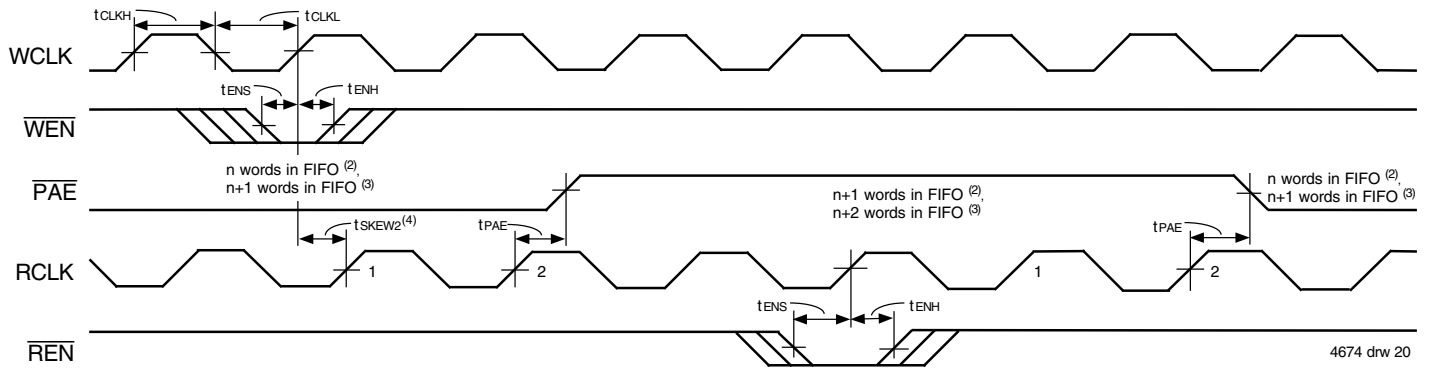 tCLKH tCLKL
WCLK
tENS tENH
WEN
n words in FIFO (2),
n+1 words in FIFO (3)
PAE
n+1 words in FIFO (2),
n+2 words in FIFO (3)
n words in FIFO (2),
n+1 words in FIFO (3)
tSKEW2(4) tPAE tPAE
RCLK 1 2 1 2
tENS tENH
REN
4674 drw 20